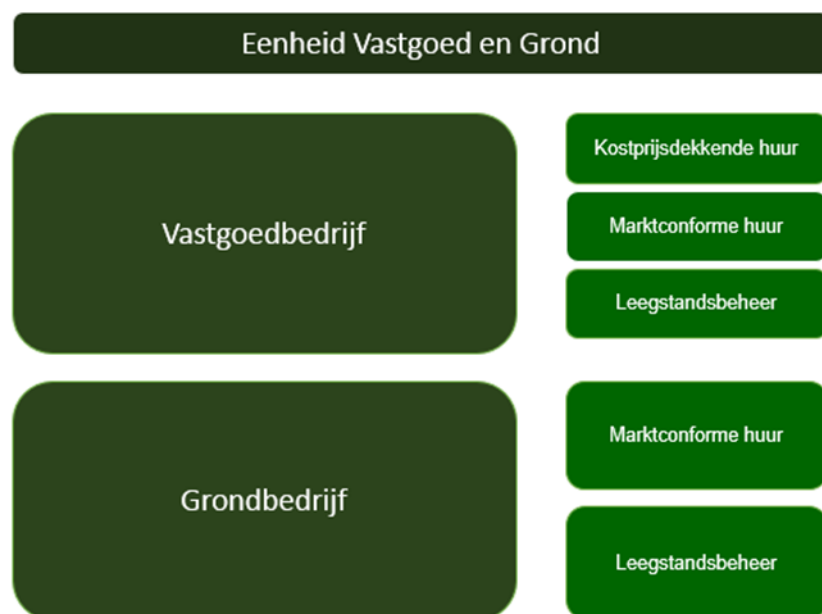 Eenheid Vastgoed en Grond
Vastgoedbedrijf
Kostprijsdekkende huur
Marktconforme huur
Leegstandsbeheer
Grondbedrijf
Marktconforme huur
Leegstandsbeheer